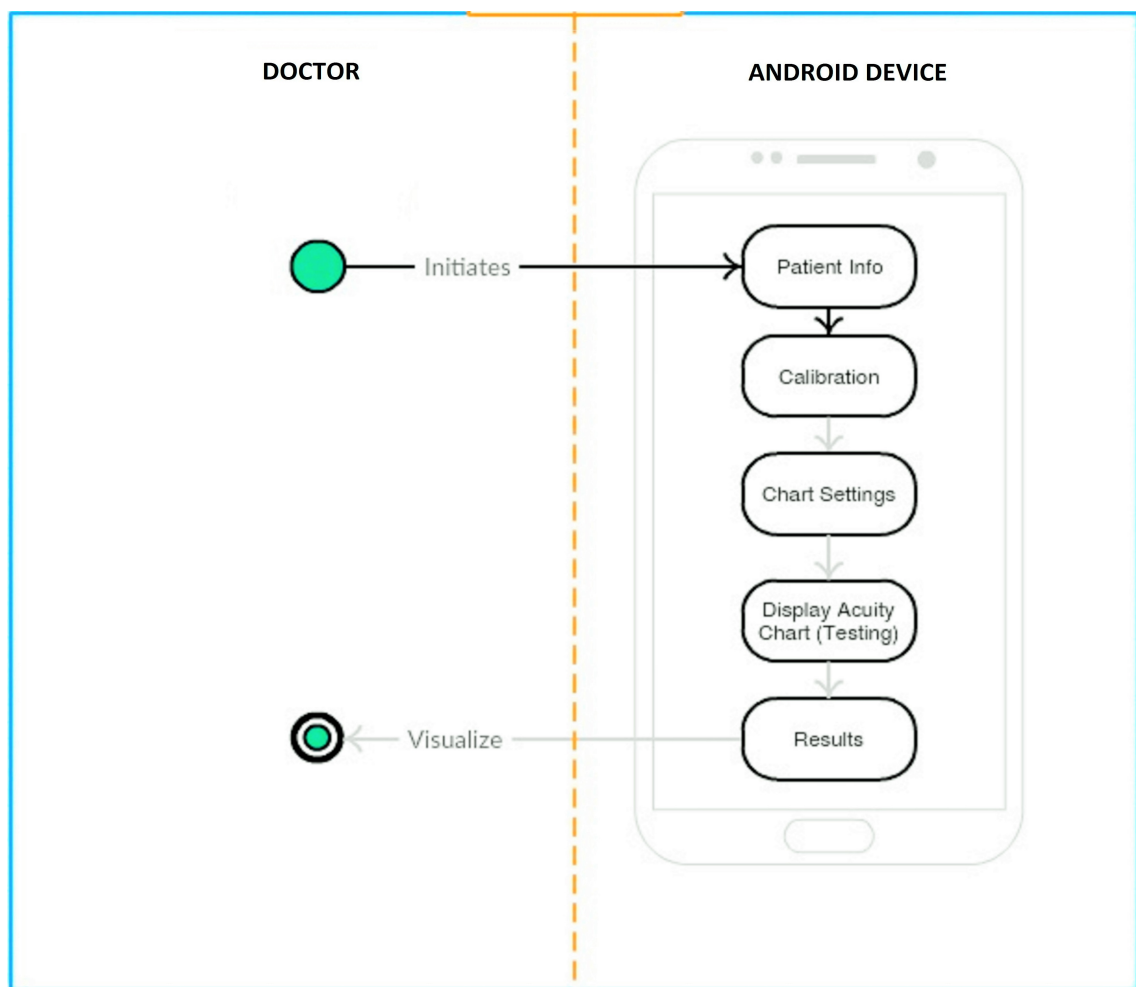 DOCTOR
ANDROID DEVICE
Initiates
Patient Info
Calibration
Chart Settings
Display Acuity
Chart (Testing)
Visualize
Results